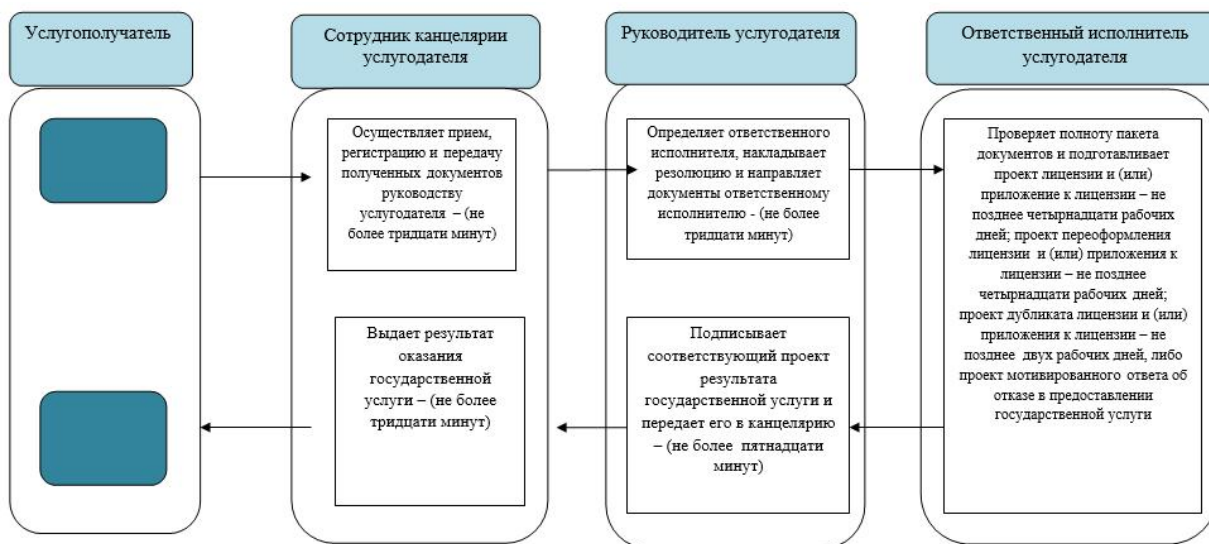 Услугополучатель
Сотрудник канцелярии
услугодателя
Руководитель услугодателя
Ответственный исполнитель
услугодателя
Осуществляет прием,
регистрацию и передачу
полученных документов
руководству
услугодателя – (не
более тридцати минут)
Определяет ответственного
исполнителя, накладывает
резолюцию и направляет
документы ответственному
исполнителю - (не более
тридцати минут)
Проверяет полноту пакета
документов и подготавливает
проект лицензии и (или)
приложение к лицензии – не
позднее четырнадцати рабочих
дней; проект переоформления
лицензии и (или) приложения к
лицензии – не позднее
четырнадцати рабочих дней;
проект дубликата лицензии и (или)
приложения к лицензии – не
позднее двух рабочих дней, либо
проект мотивированного ответа об
отказе в предоставлении
государственной услуги
Подписывает
соответствующий проект
результата
государственной услуги и
передает его в канцелярию
– (не более пятнадцати
минут)
Выдает результат
оказания
государственной
услуги – (не более
тридцати минут)